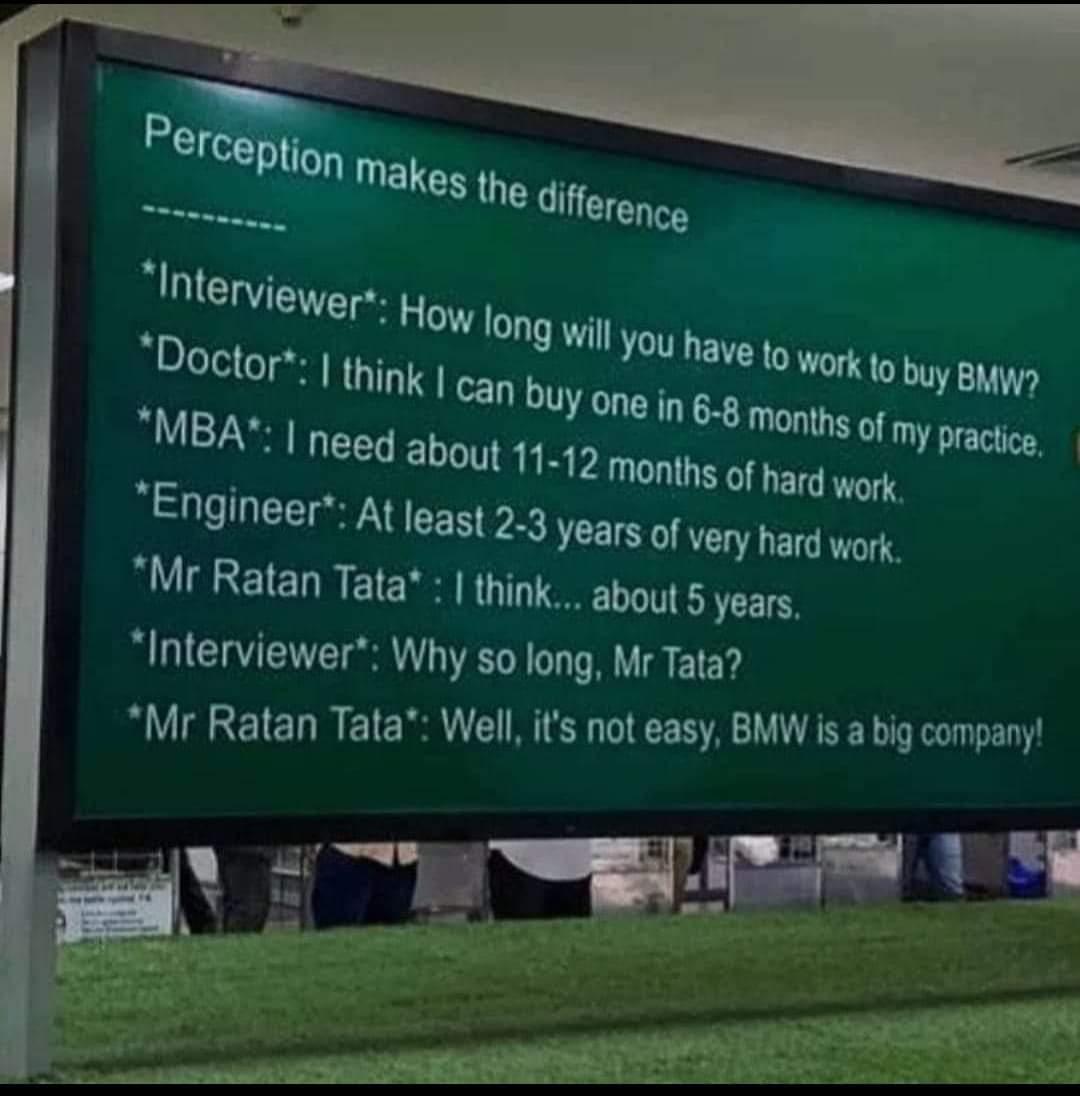 Perception makes the difference
----------
*Interviewer*: How long will you have to work to buy BMW?
*Doctor*: I think I can buy one in 6-8 months of my practice.
*MBA*: I need about 11-12 months of hard work.
*Engineer*: At least 2-3 years of very hard work.
*Mr Ratan Tata* : I think... about 5 years.
*Interviewer*: Why so long, Mr Tata?
*Mr Ratan Tata*: Well, it's not easy, BMW is a big company!